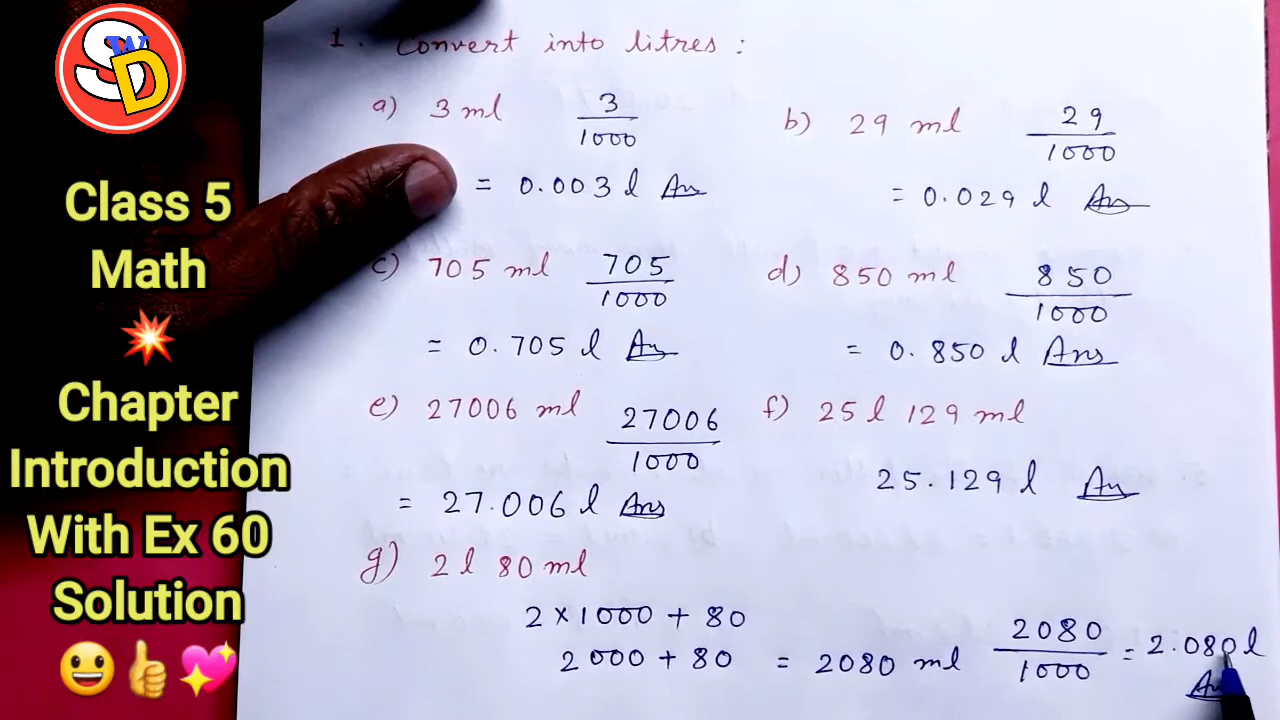 SWD
Class 5
Math
Chapter
Introduction
With Ex 60
Solution
1. Convert into litres :
a) 3 ml 3/1000
= 0.003 l Ans
b) 29 ml 29/1000
= 0.029 l Ans
c) 705 ml 705/1000
= 0.705 l Ans
d) 850 ml 850/1000
= 0.850 l Ans
e) 27006 ml 27006/1000
= 27.006 l Ans
f) 25 l 129 ml
25.129 l Ans
g) 2 l 80 ml
2 × 1000 + 80
2000 + 80 = 2080 ml 2080/1000 = 2.080 l
Ans